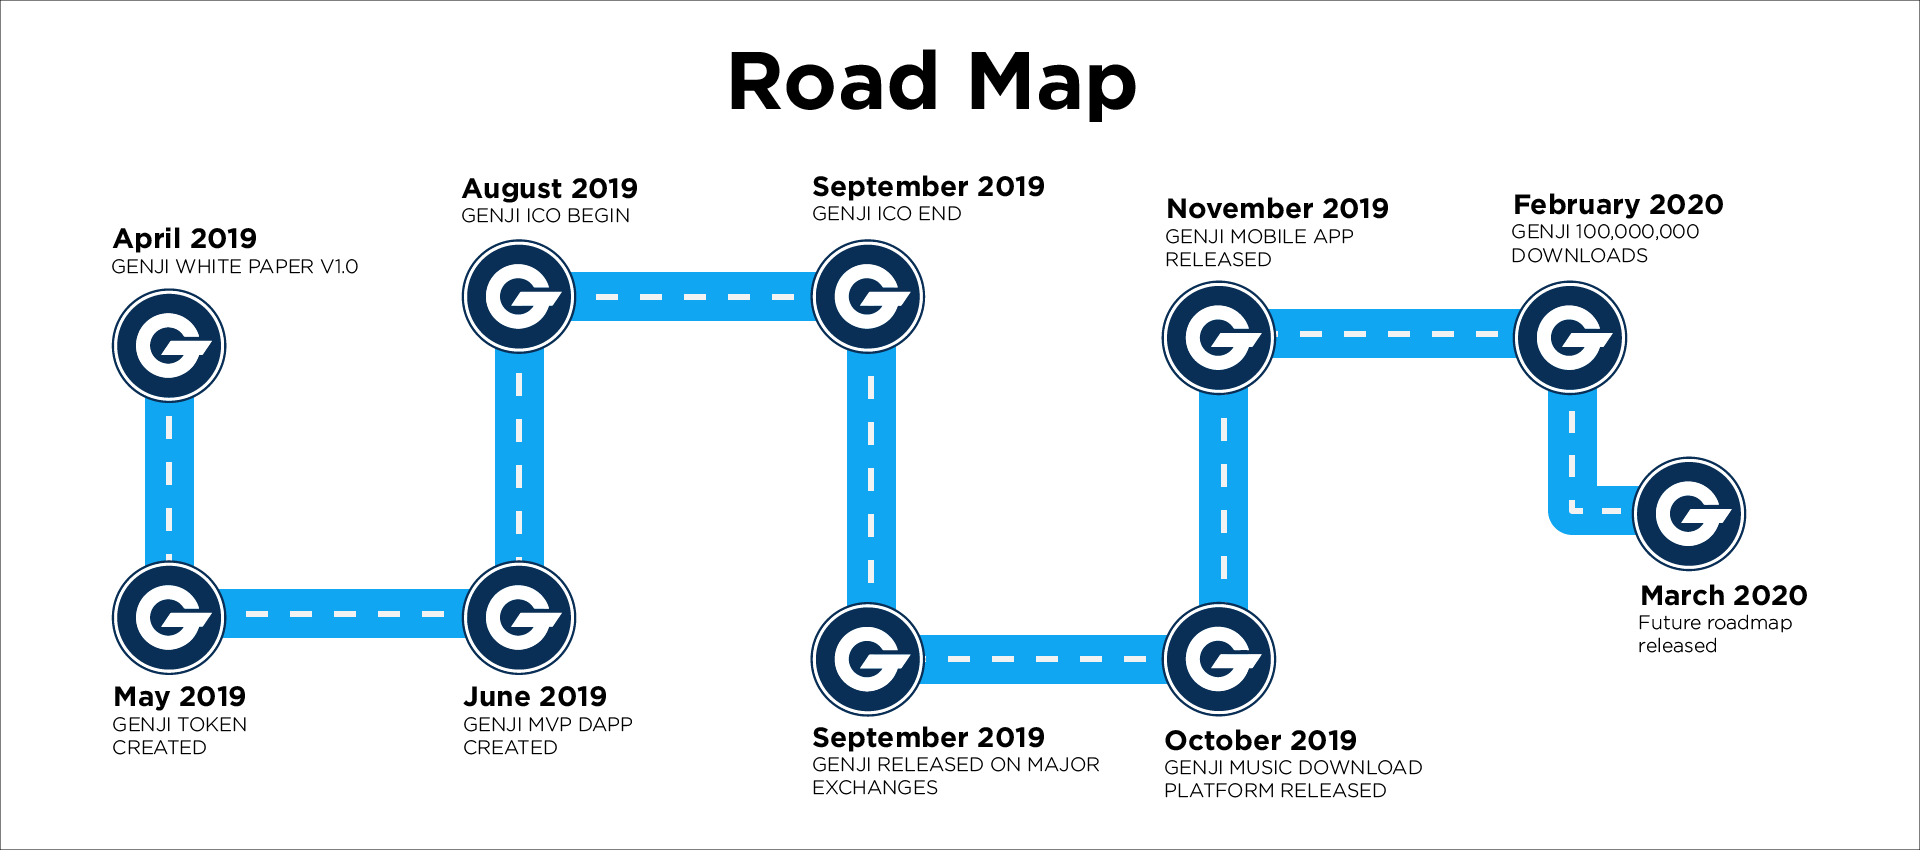 Road Map
April 2019
GENJI WHITE PAPER V1.0
May 2019
GENJI TOKEN
CREATED
June 2019
GENJI MVP DAPP
CREATED
August 2019
GENJI ICO BEGIN
September 2019
GENJI ICO END
September 2019
GENJI RELEASED ON MAJOR
EXCHANGES
October 2019
GENJI MUSIC DOWNLOAD
PLATFORM RELEASED
November 2019
GENJI MOBILE APP
RELEASED
February 2020
GENJI 100,000,000
DOWNLOADS
March 2020
Future roadmap
released